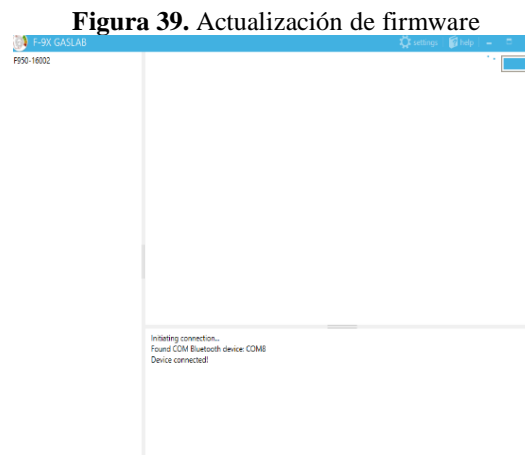 Figura 39. Actualización de firmware
F-9X GASLAB
settings
help
F950-16002
Initiating connection...
Found COM Bluetooth device: COM8
Device connected!